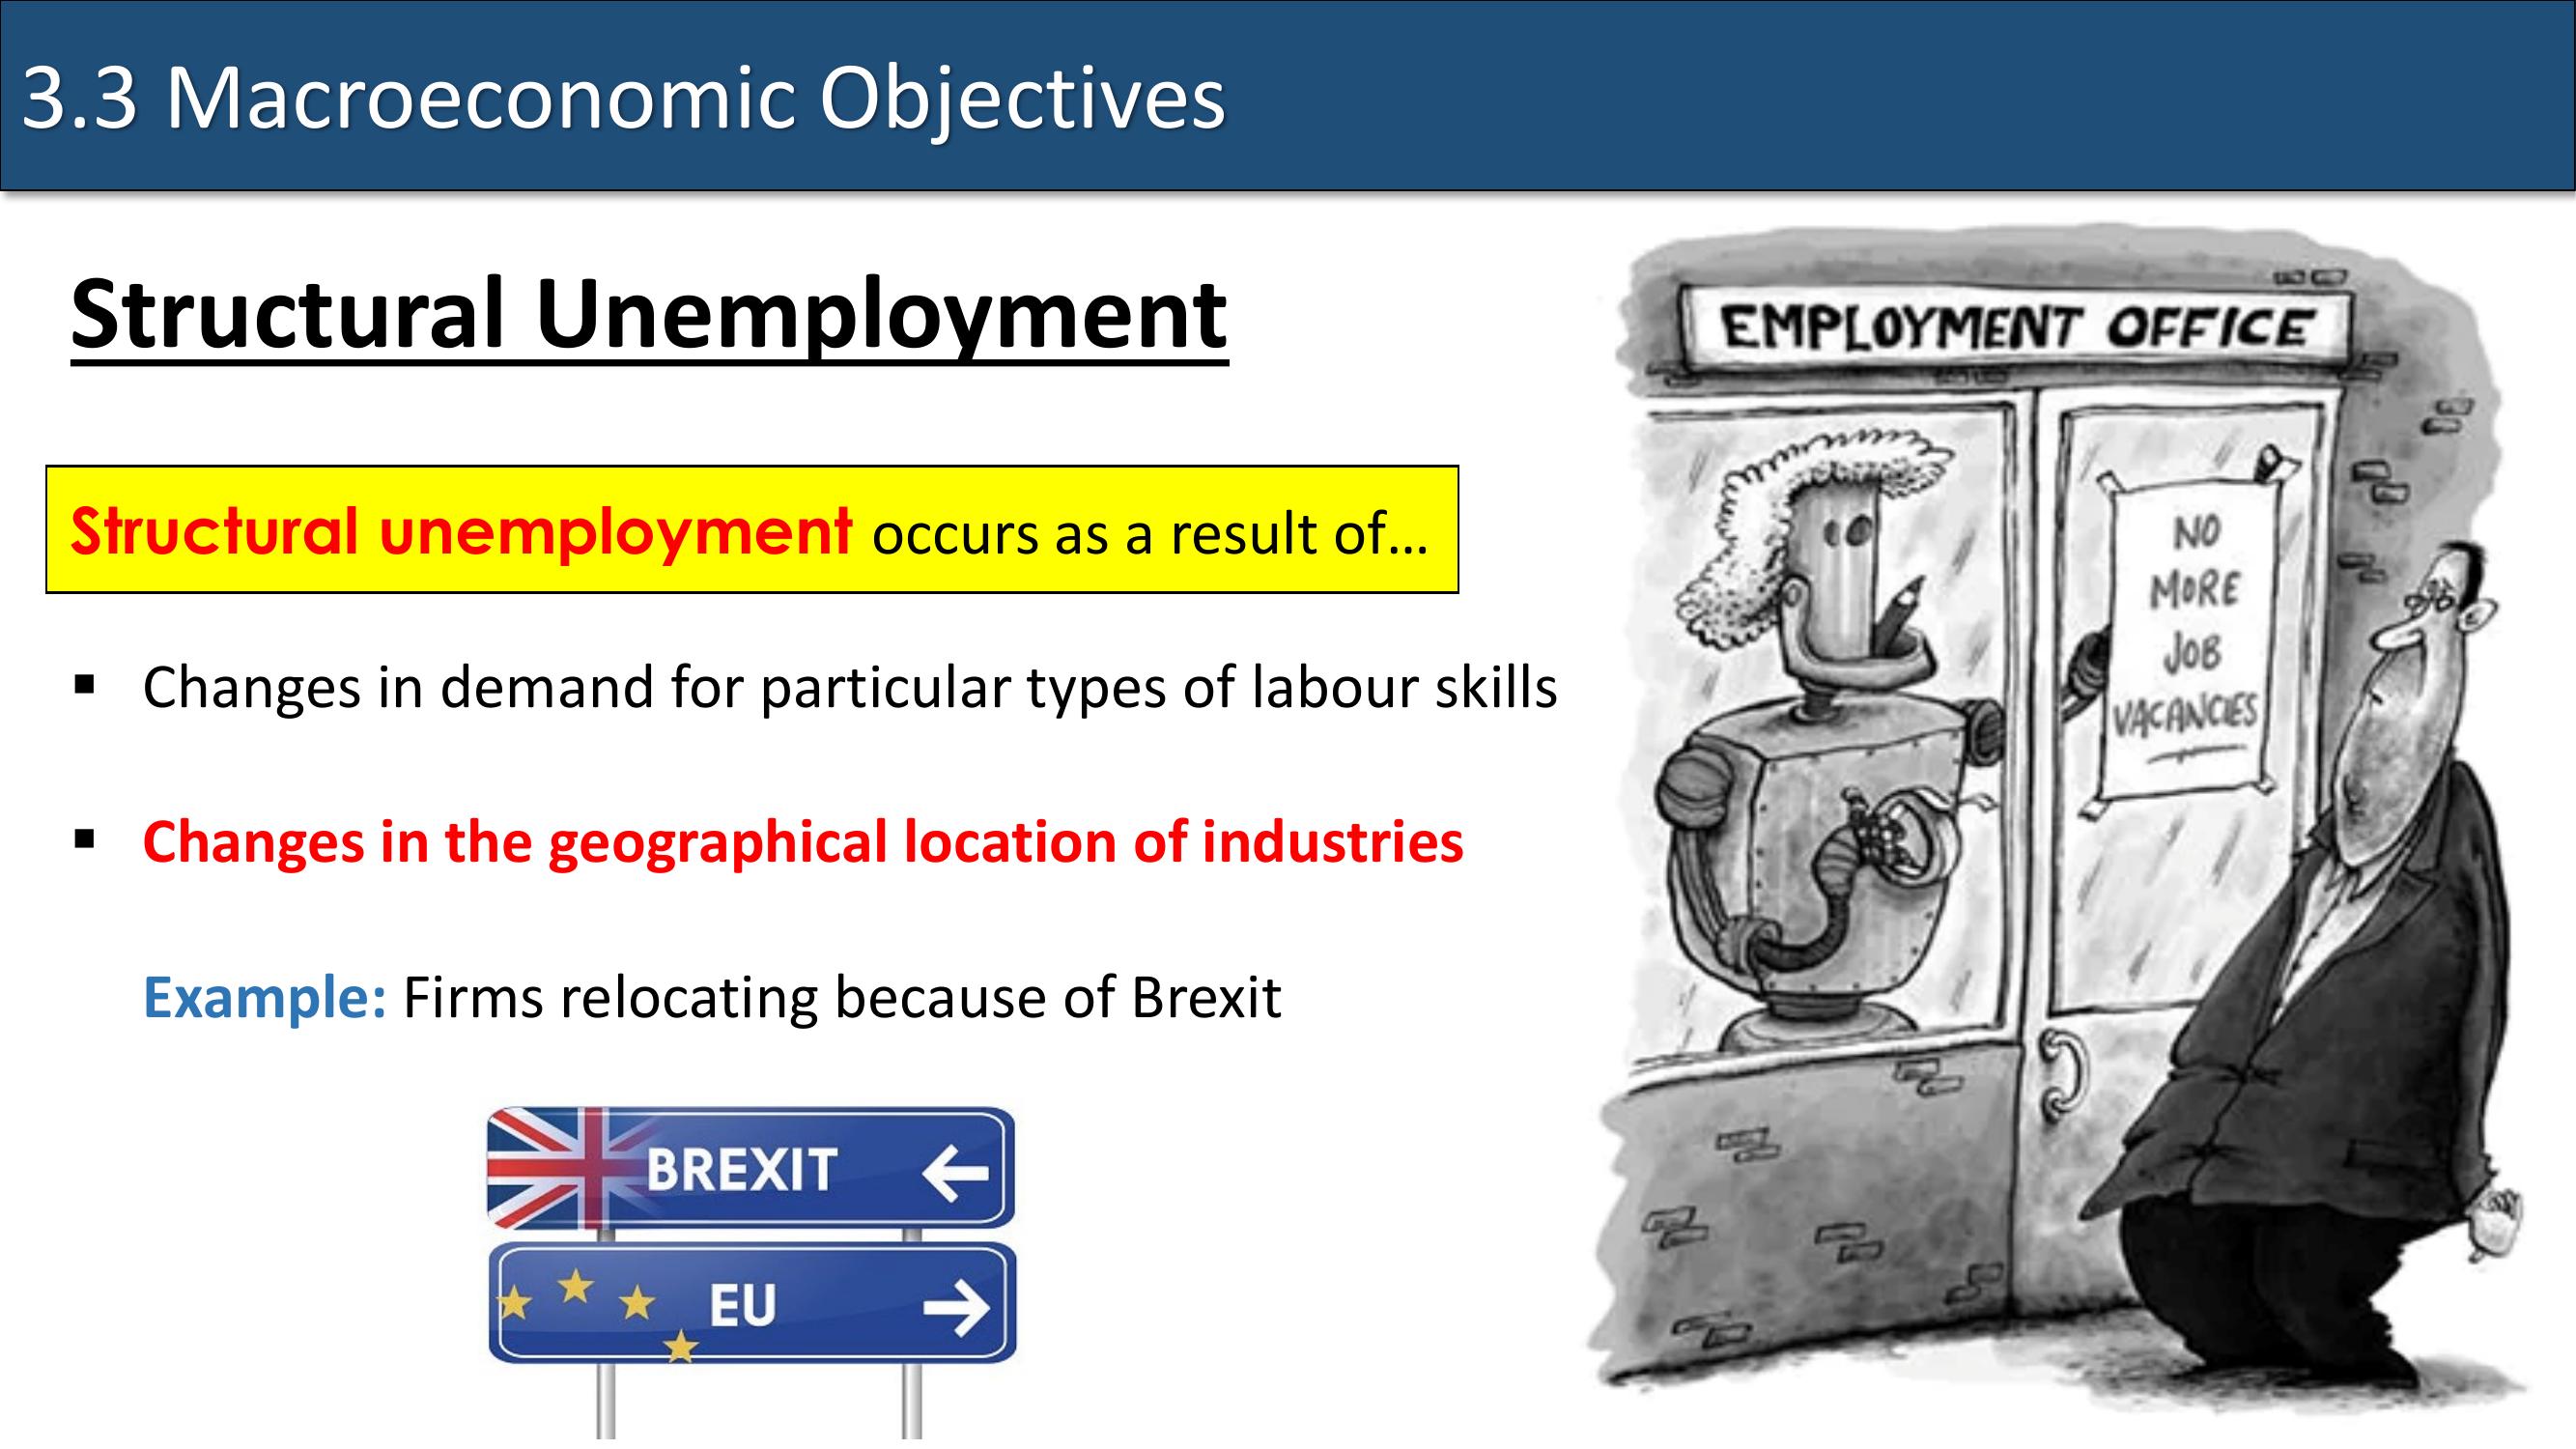 3.3 Macroeconomic Objectives
Structural Unemployment
Structural unemployment occurs as a result of…
▪ Changes in demand for particular types of labour skills
▪ Changes in the geographical location of industries
Example: Firms relocating because of Brexit
BREXIT
EU
EMPLOYMENT OFFICE
NO
MORE
JOB
VACANCIES